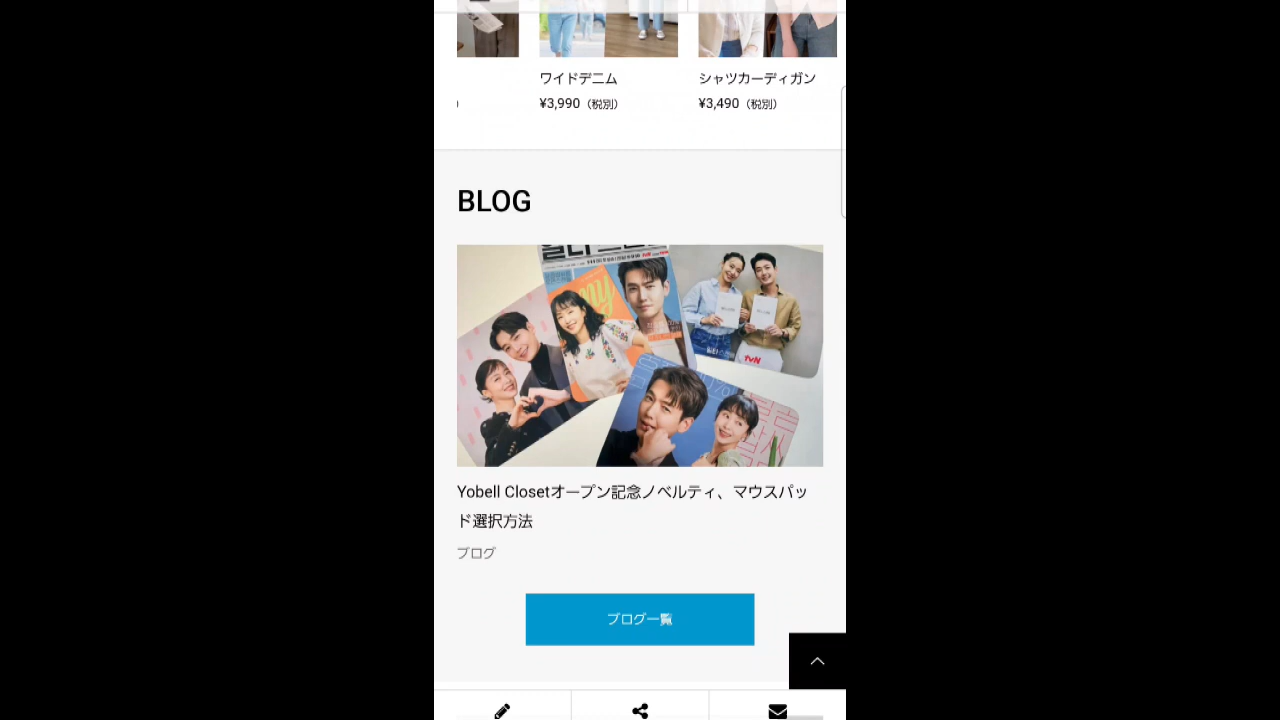 ワイドデニム
¥3,990（税別）
シャツカーディガン
¥3,490（税別）
BLOG
tvN
Yobell Closetオープン記念ノベルティ、マウスパッ
ド選択方法
ブログ
ブログ一覧